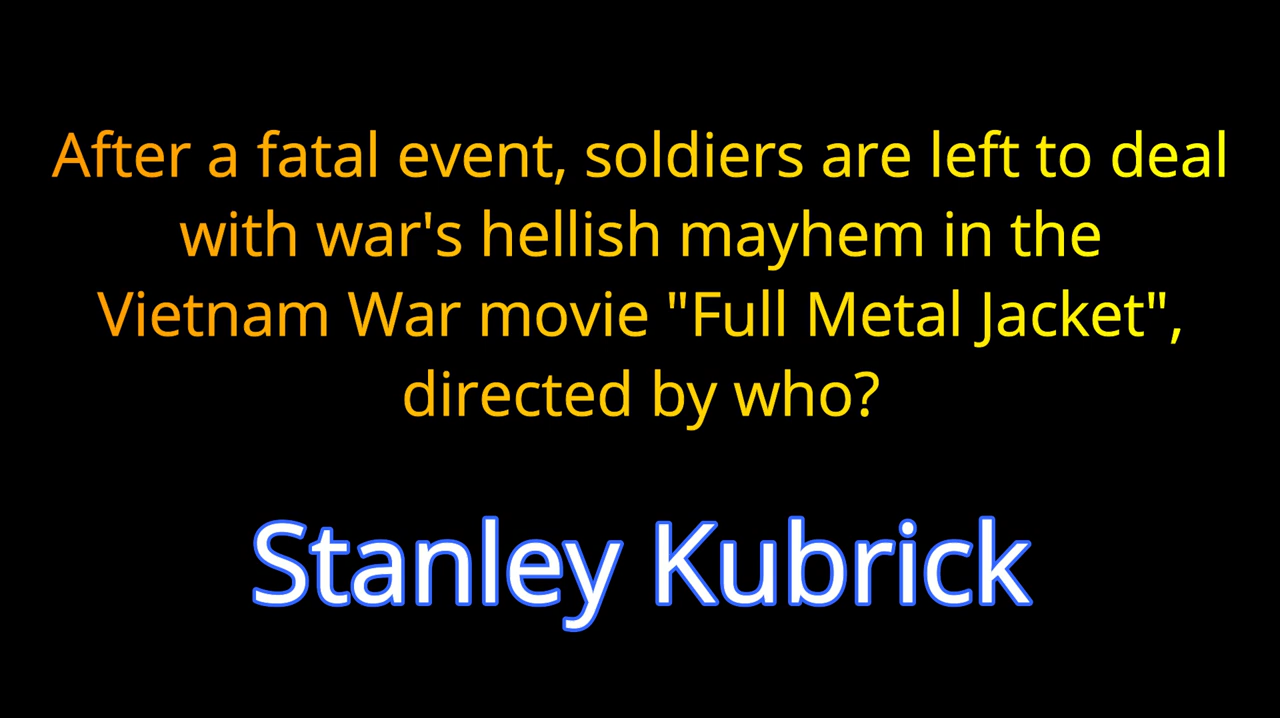 After a fatal event, soldiers are left to deal
with war's hellish mayhem in the
Vietnam War movie "Full Metal Jacket",
directed by who?
Stanley Kubrick